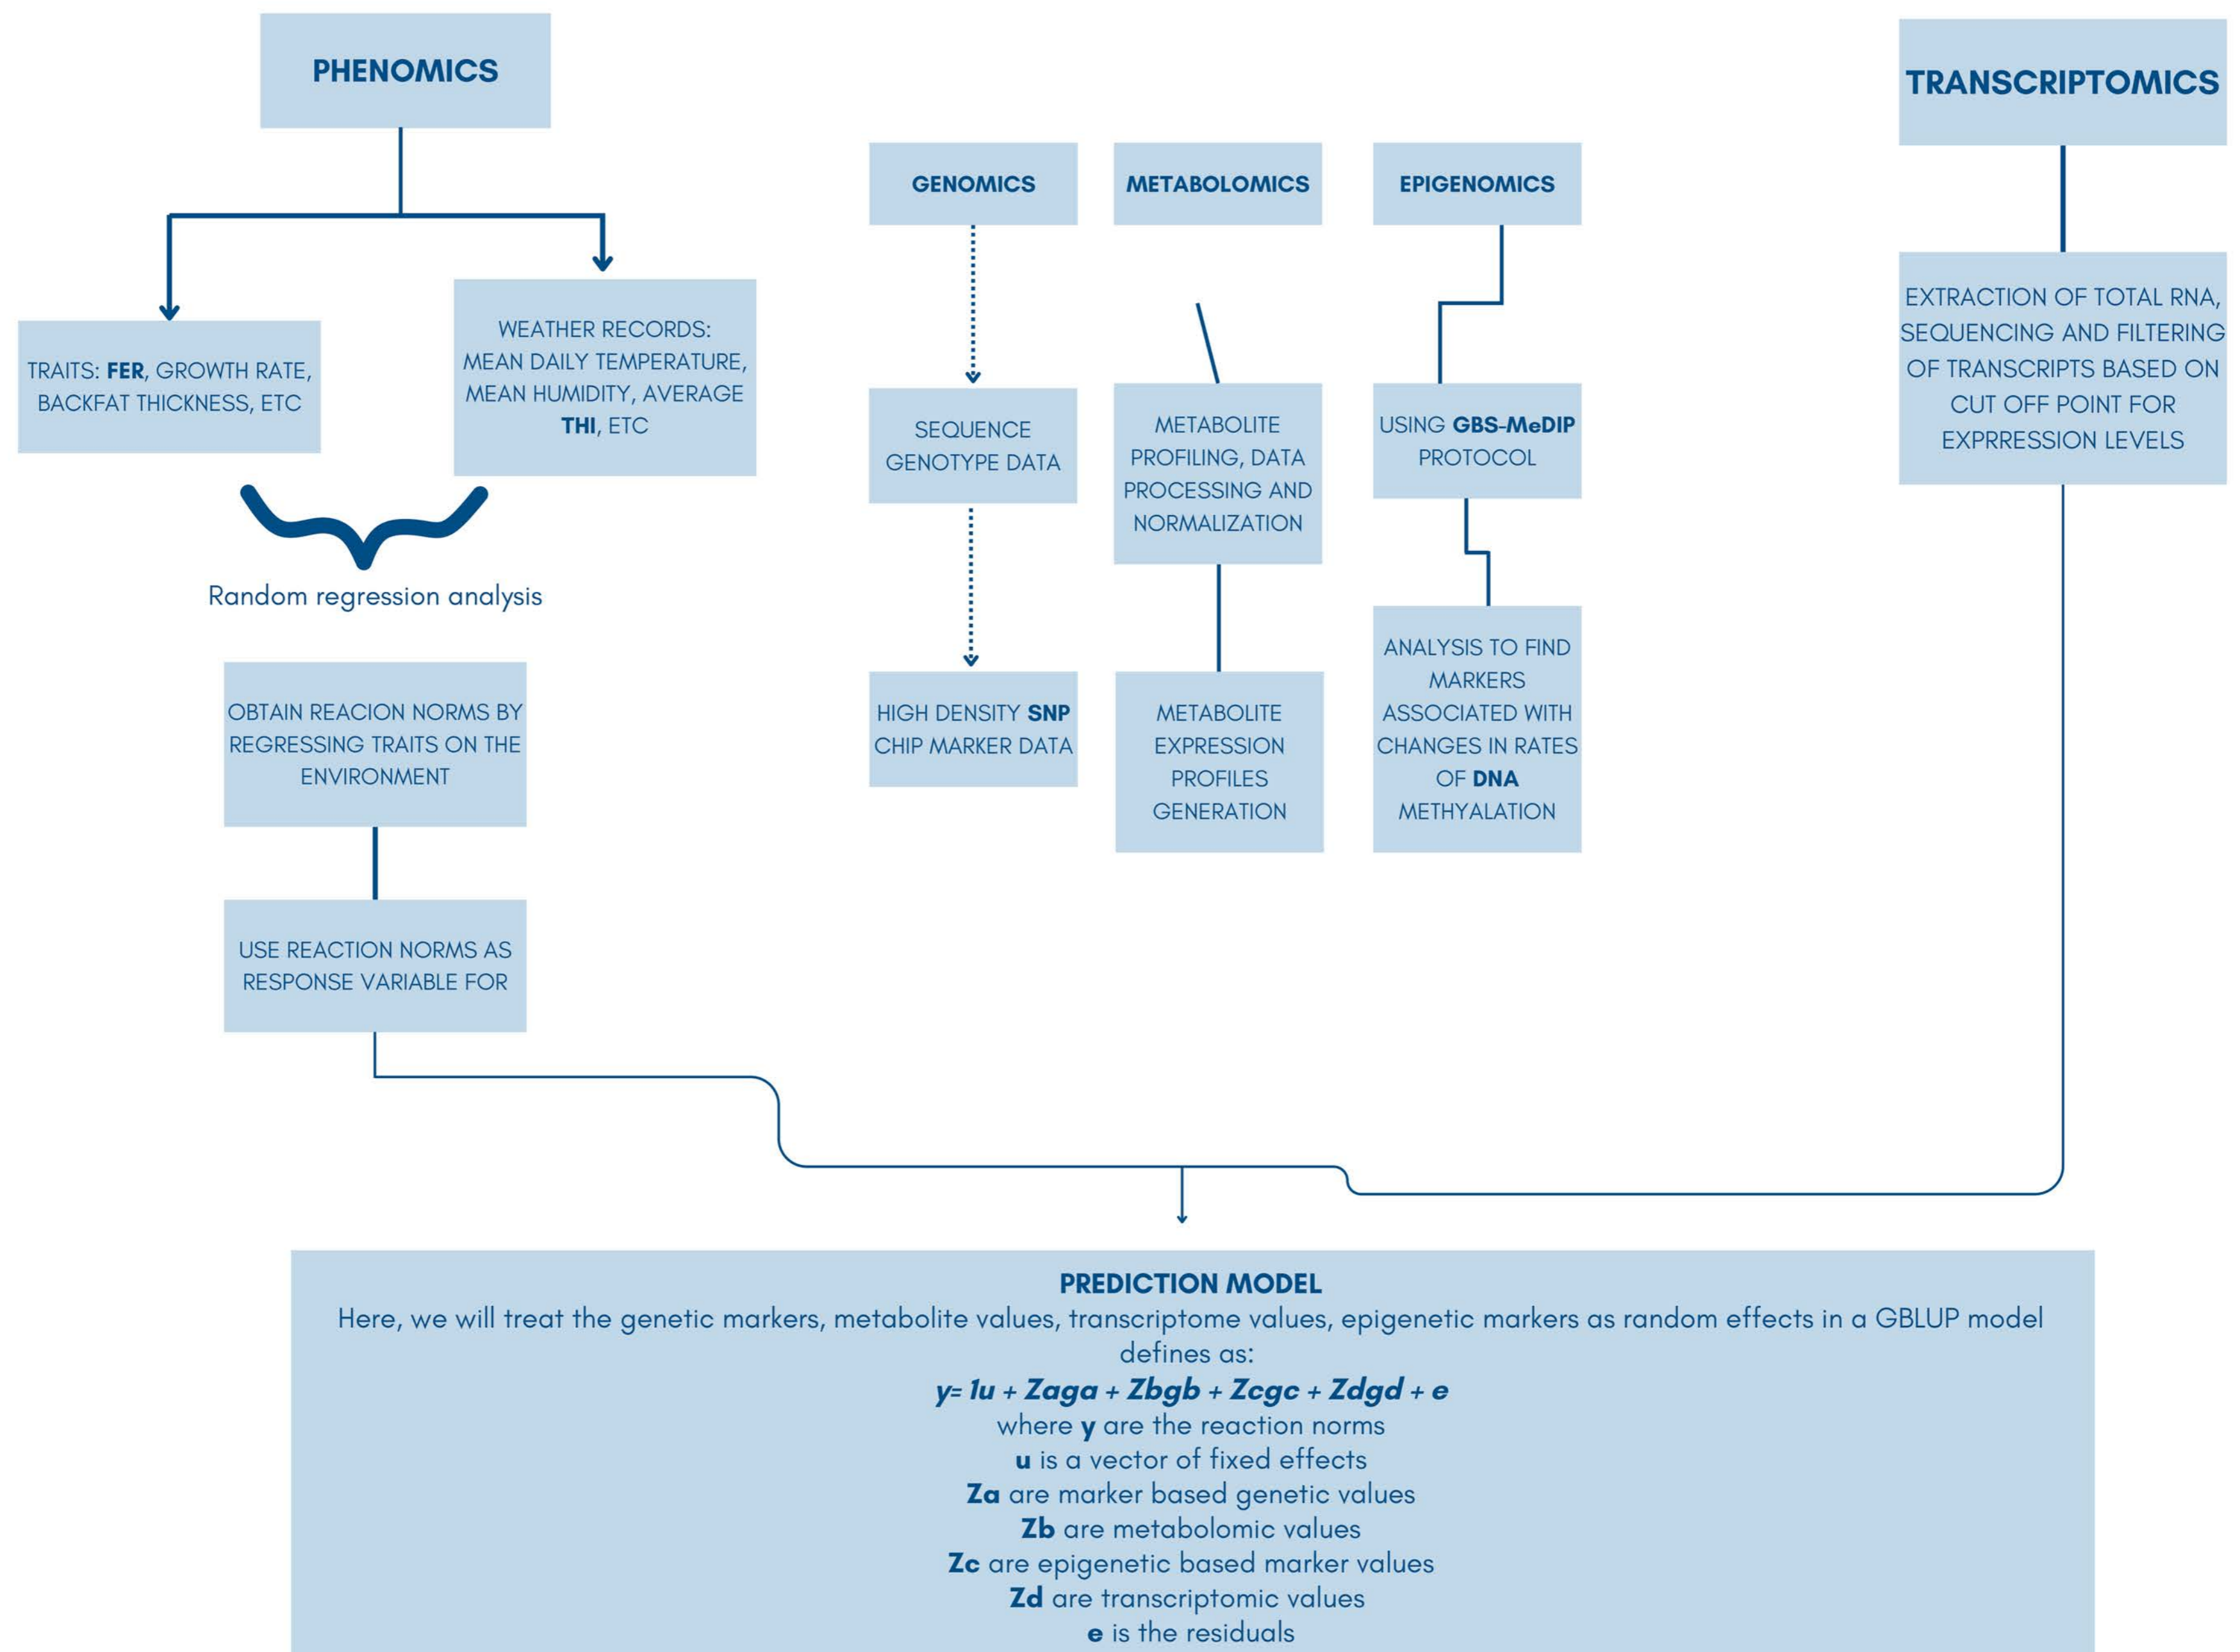 PHENOMICS
TRAITS: FER, GROWTH RATE,
BACKFAT THICKNESS, ETC
WEATHER RECORDS:
MEAN DAILY TEMPERATURE,
MEAN HUMIDITY, AVERAGE
THI, ETC
Random regression analysis
OBTAIN REACION NORMS BY
REGRESSING TRAITS ON THE
ENVIRONMENT
USE REACTION NORMS AS
RESPONSE VARIABLE FOR
GENOMICS
SEQUENCE
GENOTYPE DATA
HIGH DENSITY SNP
CHIP MARKER DATA
METABOLOMICS
METABOLITE
PROFILING, DATA
PROCESSING AND
NORMALIZATION
METABOLITE
EXPRESSION
PROFILES
GENERATION
EPIGENOMICS
USING GBS-MeDIP
PROTOCOL
ANALYSIS TO FIND
MARKERS
ASSOCIATED WITH
CHANGES IN RATES
OF DNA
METHYALATION
TRANSCRIPTOMICS
EXTRACTION OF TOTAL RNA,
SEQUENCING AND FILTERING
OF TRANSCRIPTS BASED ON
CUT OFF POINT FOR
EXPRRESSION LEVELS
PREDICTION MODEL
Here, we will treat the genetic markers, metabolite values, transcriptome values, epigenetic markers as random effects in a GBLUP model
defines as:
y= 1u + Zaga + Zbgb + Zcgc + Zdgd + e
where y are the reaction norms
u is a vector of fixed effects
Za are marker based genetic values
Zb are metabolomic values
Zc are epigenetic based marker values
Zd are transcriptomic values
e is the residuals